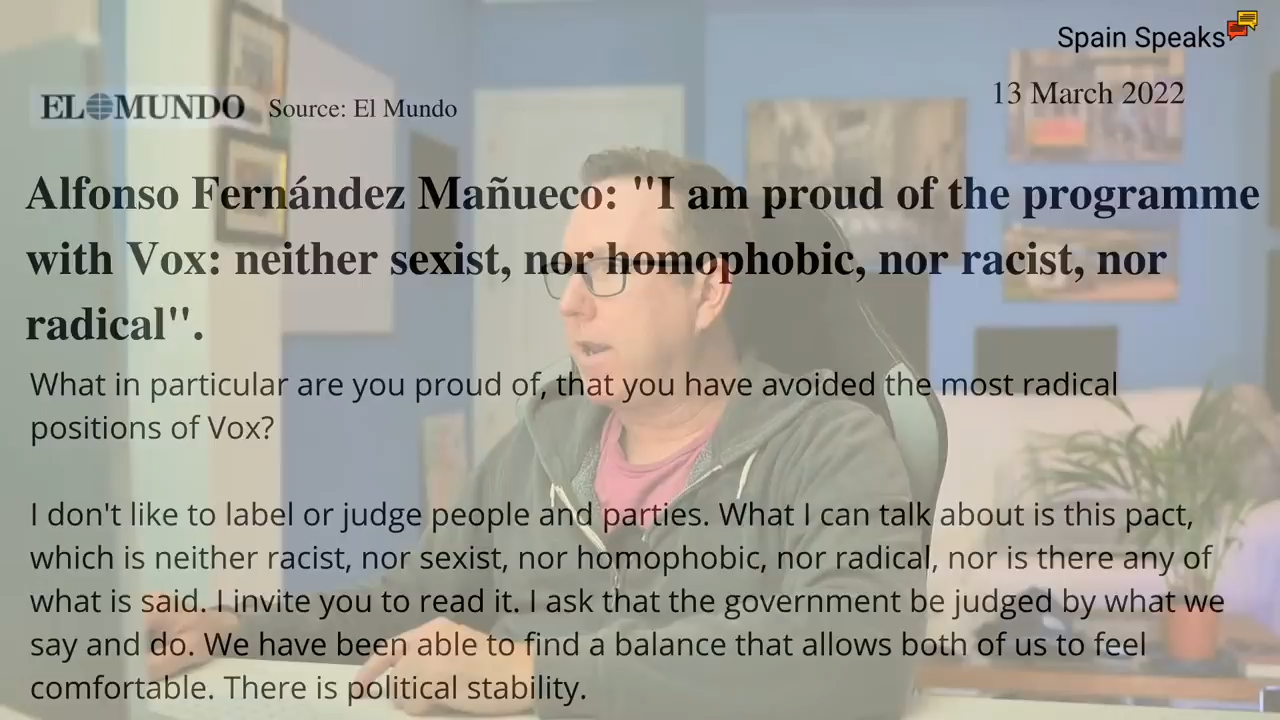 Spain Speaks
EL MUNDO Source: El Mundo
13 March 2022
Alfonso Fernández Mañueco: "I am proud of the programme
with Vox: neither sexist, nor homophobic, nor racist, nor
radical".
What in particular are you proud of, that you have avoided the most radical
positions of Vox?
I don't like to label or judge people and parties. What I can talk about is this pact,
which is neither racist, nor sexist, nor homophobic, nor radical, nor is there any of
what is said. I invite you to read it. I ask that the government be judged by what we
say and do. We have been able to find a balance that allows both of us to feel
comfortable. There is political stability.